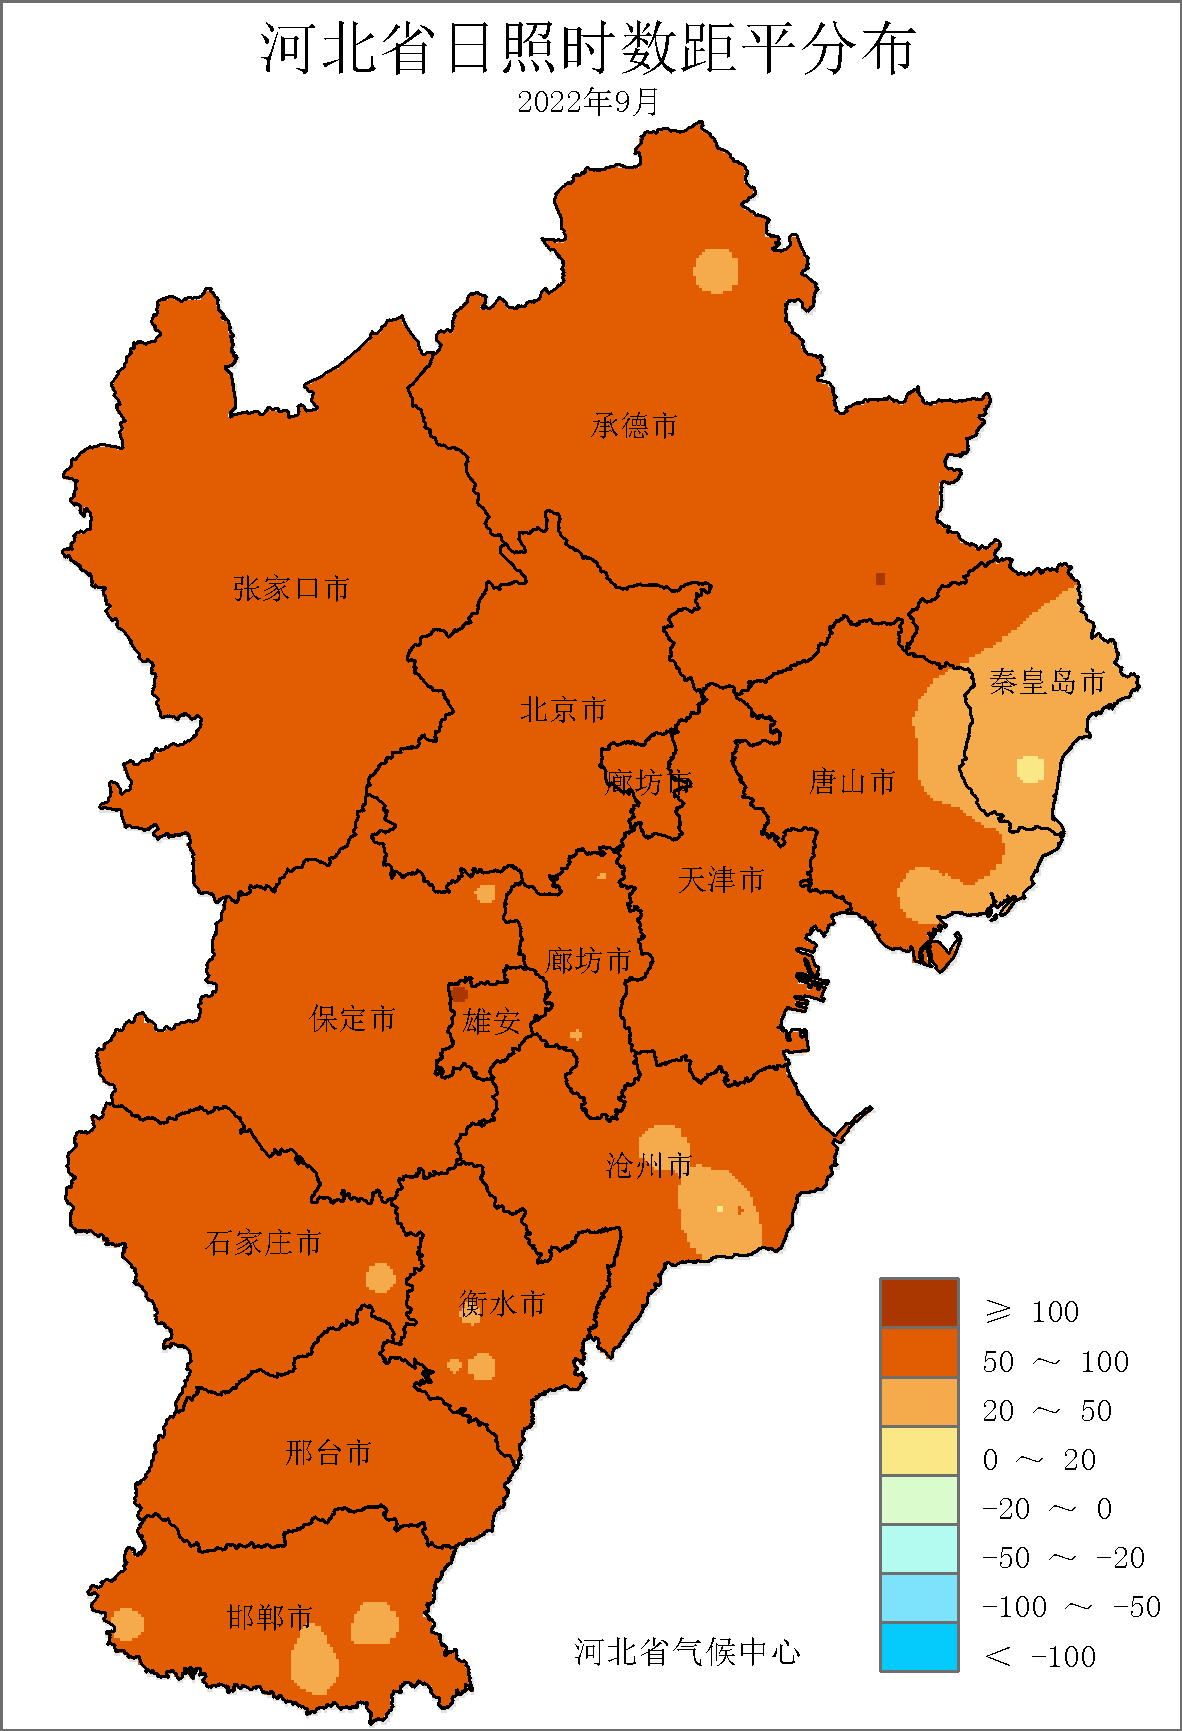 河北省日照时数距平分布
2022年9月
承德市
张家口市
秦皇岛市
北京市
廊坊市
唐山市
天津市
廊坊市
保定市
雄安
沧州市
石家庄市
衡水市
邢台市
邯郸市
≥ 100
50 ~ 100
20 ~ 50
0 ~ 20
-20 ~ 0
-50 ~ -20
-100 ~ -50
< -100
河北省气候中心